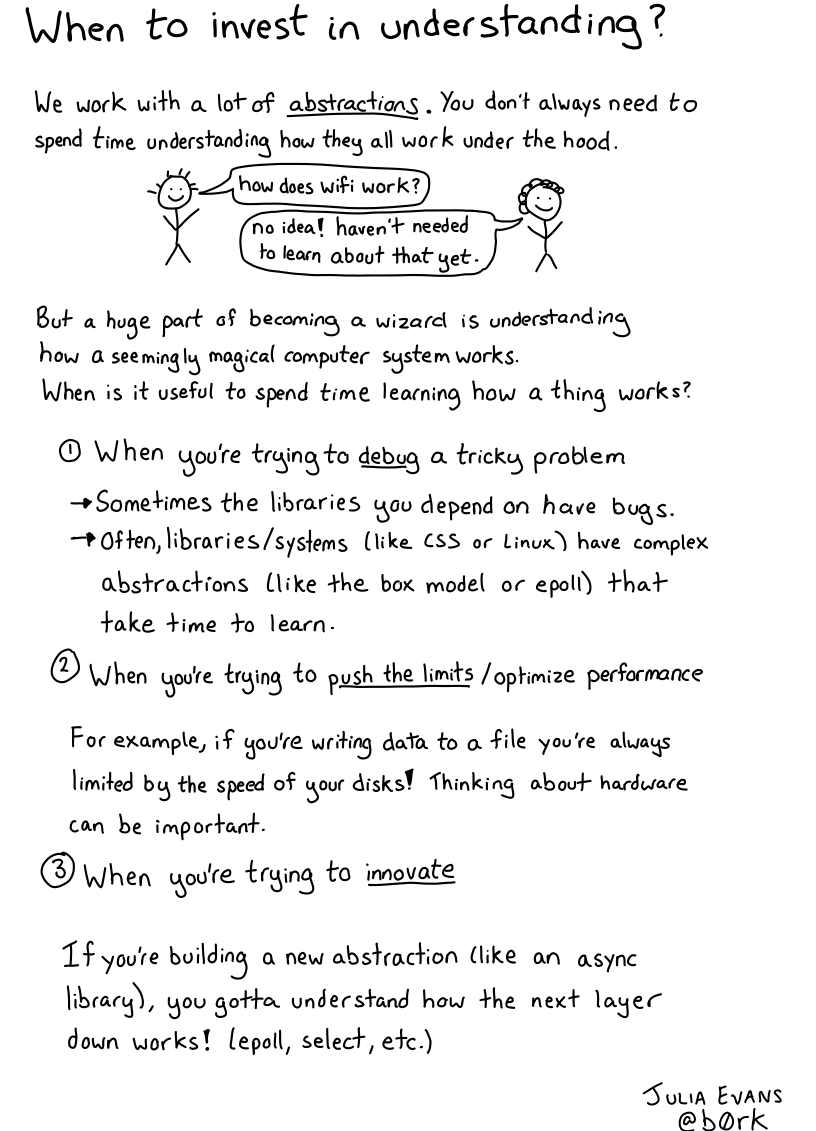 When to invest in understanding?
We work with a lot of abstractions. You don't always need to
spend time understanding how they all work under the hood.
how does wifi work?
no idea! haven't needed
to learn about that yet.
But a huge part of becoming a wizard is understanding
how a seemingly magical computer system works.
When is it useful to spend time learning how a thing works?
① When you're trying to debug a tricky problem
→ Sometimes the libraries you depend on have bugs.
→ Often, libraries/systems (like CSS or Linux) have complex
abstractions (like the box model or epoll) that
take time to learn.
② When you're trying to push the limits / optimize performance
For example, if you're writing data to a file you're always
limited by the speed of your disks! Thinking about hardware
can be important.
③ When you're trying to innovate
If you're building a new abstraction (like an async
library), you gotta understand how the next layer
down works! (epoll, select, etc.)
JULIA EVANS
@b0rk